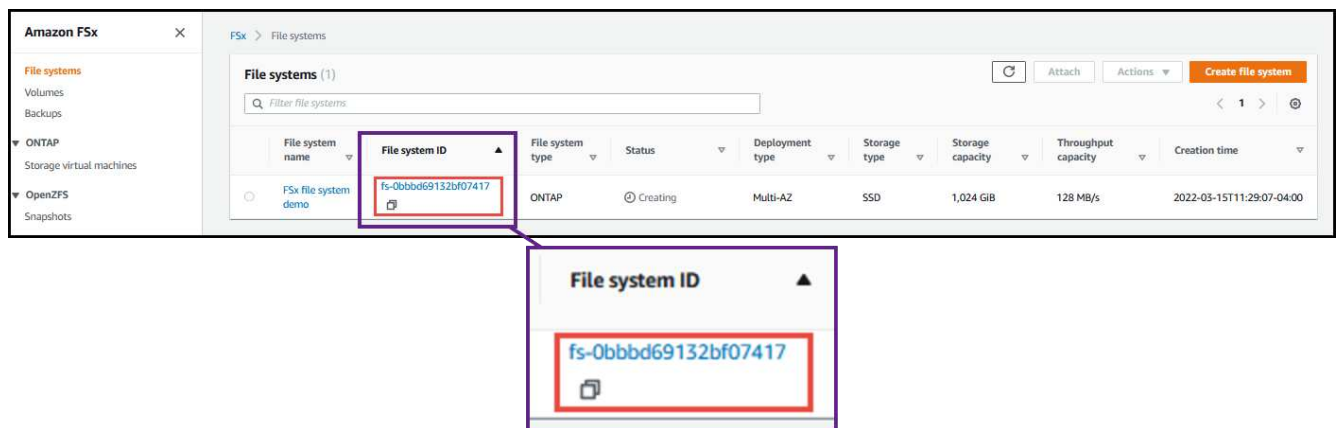 Amazon FSx
File systems
Volumes
Backups
ONTAP
Storage virtual machines
OpenZFS
Snapshots
FSx > File systems
File systems (1)
Attach
Actions
Create file system
Filter file systems
< 1 >
File system name
File system ID
File system type
Status
Deployment type
Storage type
Storage capacity
Throughput capacity
Creation time
FSx file system demo
fs-0bbbd69132bf07417
ONTAP
Creating
Multi-AZ
SSD
1,024 GiB
128 MB/s
2022-03-15T11:29:07-04:00
File system ID
fs-0bbbd69132bf07417